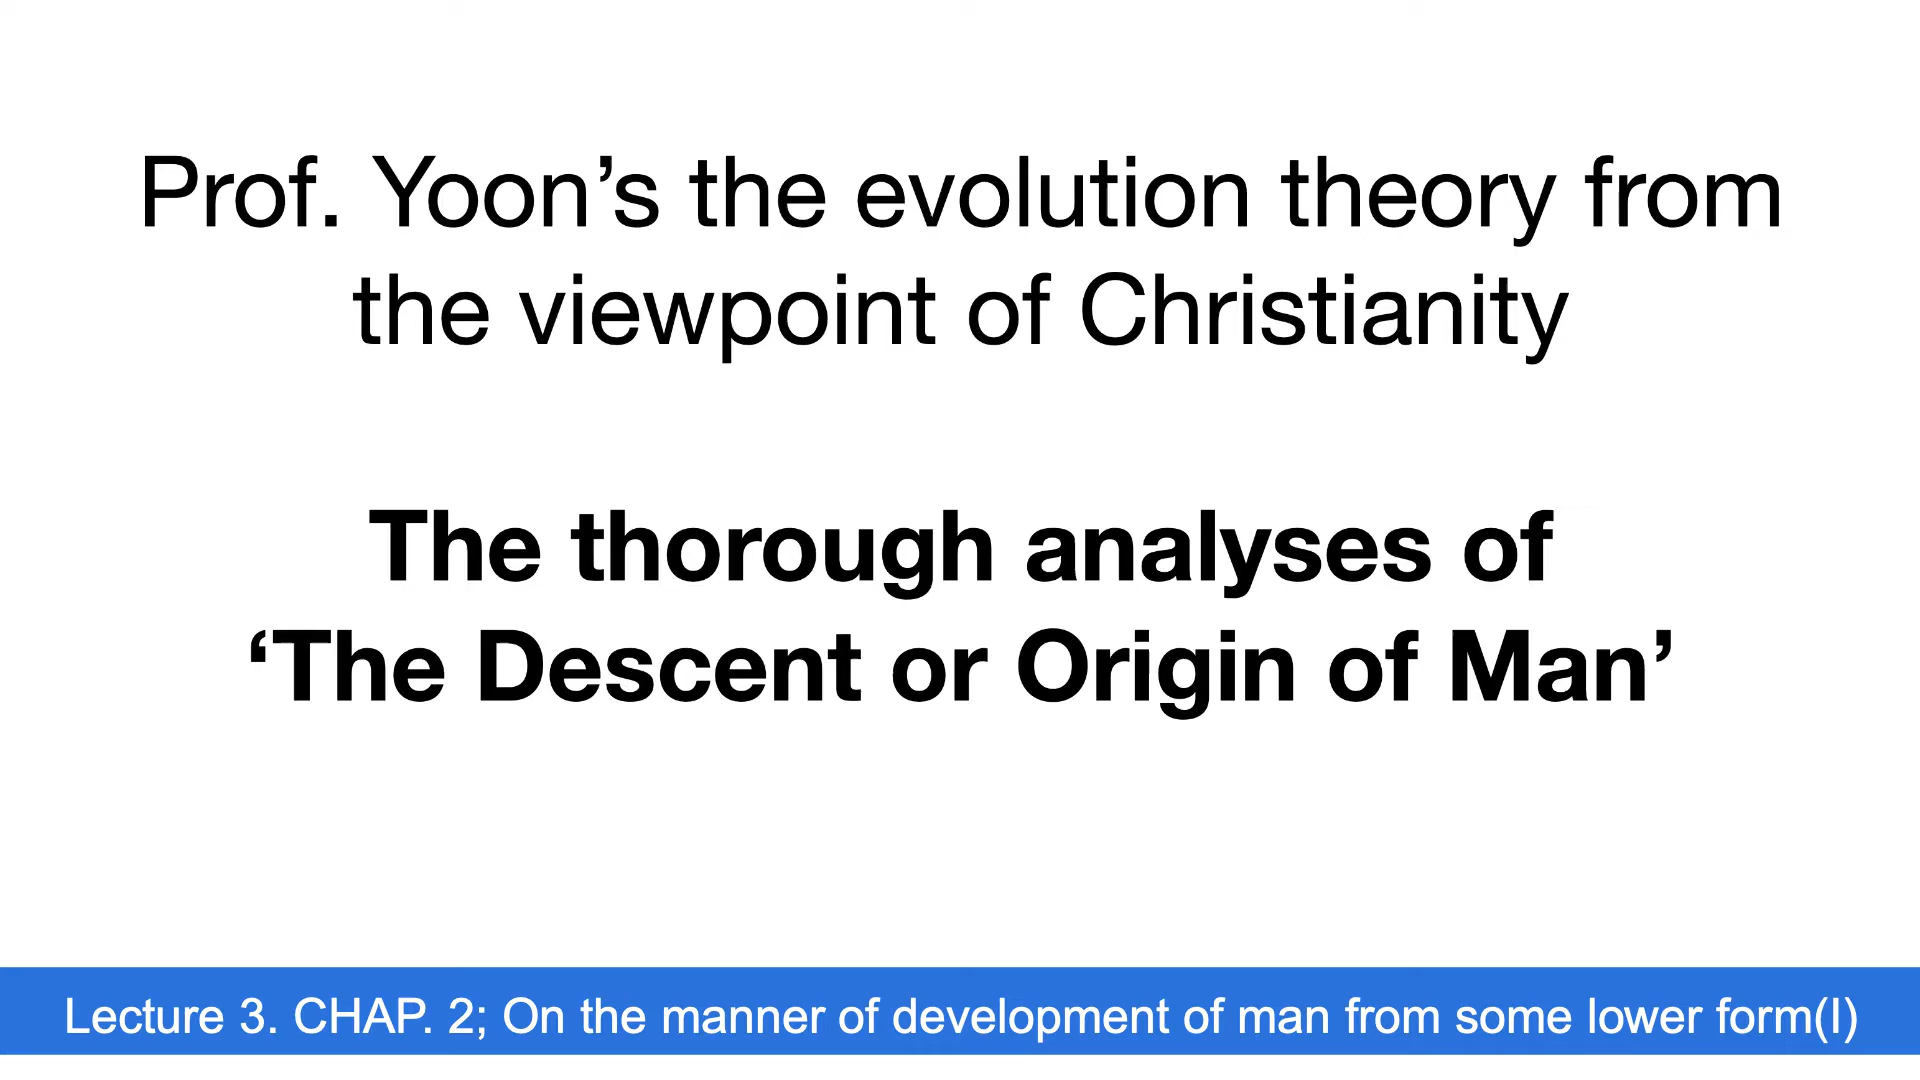 Prof. Yoon’s the evolution theory from
the viewpoint of Christianity
The thorough analyses of
‘The Descent or Origin of Man’
Lecture 3. CHAP. 2; On the manner of development of man from some lower form(I)